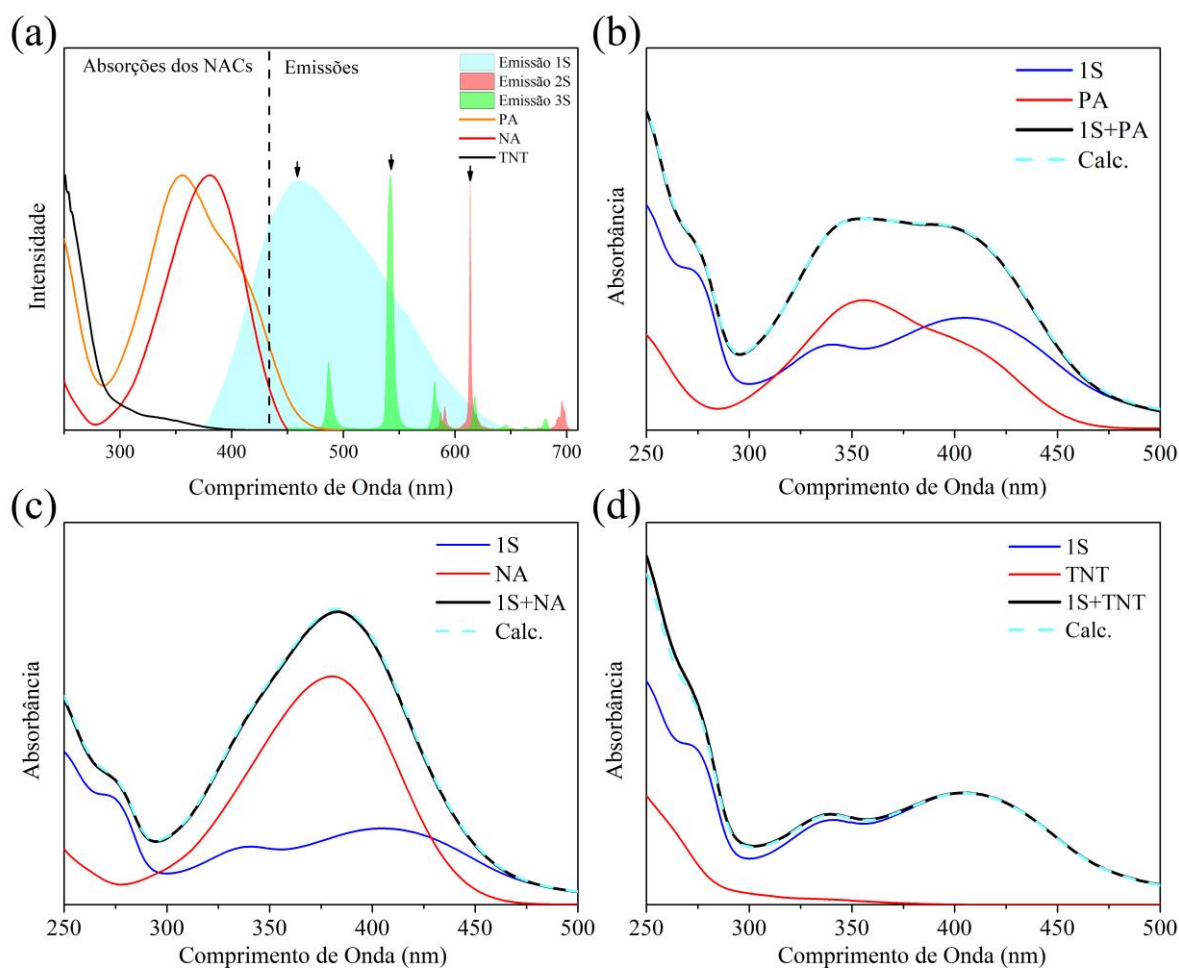 (a)
Absorções dos NACs
Emissões
Emissão 1S
Emissão 2S
Emissão 3S
PA
NA
TNT
Intensidade
300
400
500
600
700
Comprimento de Onda (nm)
(b)
1S
PA
1S+PA
Calc.
Absorbância
250
300
350
400
450
500
Comprimento de Onda (nm)
(c)
1S
NA
1S+NA
Calc.
Absorbância
250
300
350
400
450
500
Comprimento de Onda (nm)
(d)
1S
TNT
1S+TNT
Calc.
Absorbância
250
300
350
400
450
500
Comprimento de Onda (nm)